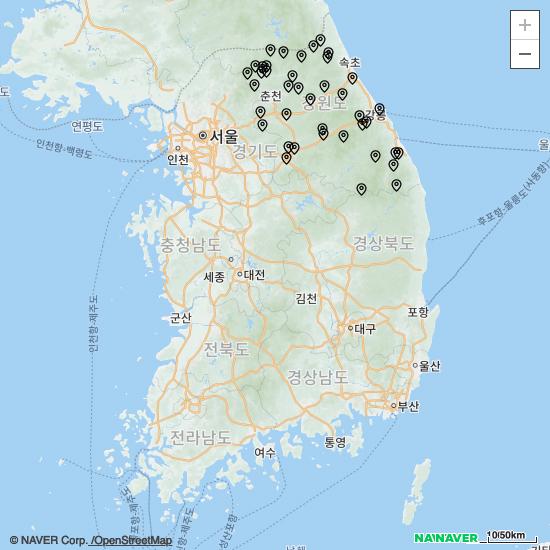 +
−
속초
춘천
강원도
강릉
연평도
서울
인천항-백령도
인천
경기도
울
후포항-울릉도(사동항)
충청남도
경상북도
세종
대전
김천
인천항-제주도
군산
포항
전북도
대구
경상남도
울산
부산
전라남도
여수
통영
© NAVER Corp. /OpenStreetMap
NAVER
10/50km